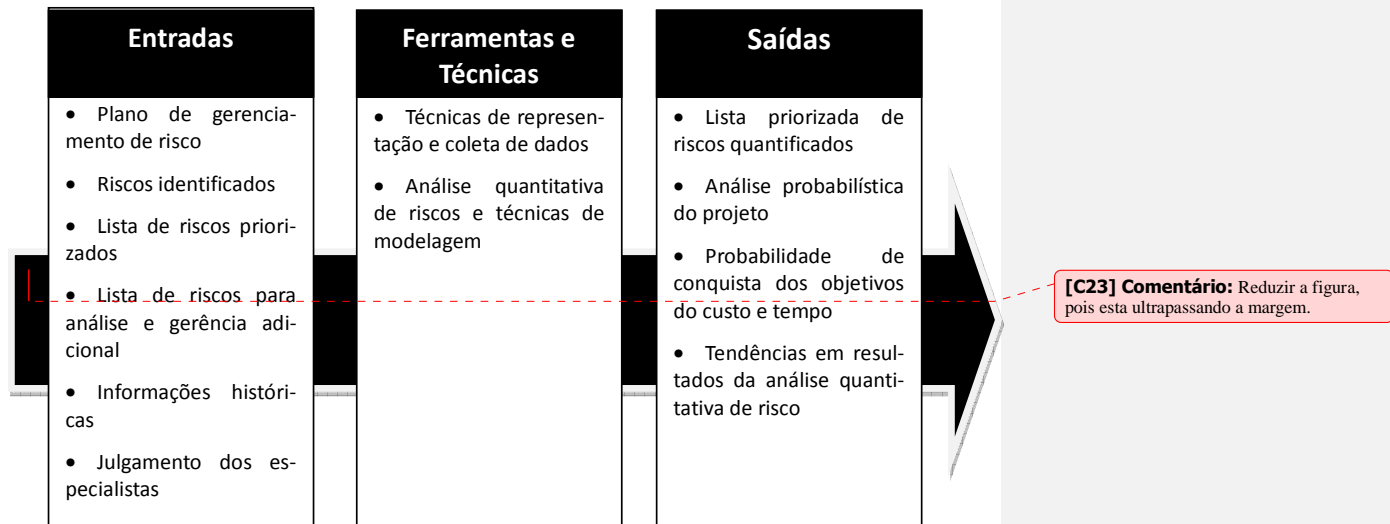 Entradas
• Plano de gerencia-
mento de risco
• Riscos identificados
• Lista de riscos priori-
zados
• Lista de riscos para
análise e gerência adi-
cional
• Informações históri-
cas
• Julgamento dos es-
pecialistas
Ferramentas e
Técnicas
• Técnicas de represen-
tação e coleta de dados
• Análise quantitativa
de riscos e técnicas de
modelagem
Saídas
• Lista priorizada de
riscos quantificados
• Análise probabilística
do projeto
• Probabilidade de
conquista dos objetivos
do custo e tempo
• Tendências em resul-
tados da análise quanti-
tativa de risco
[C23] Comentário: Reduzir a figura,
pois esta ultrapassando a margem.